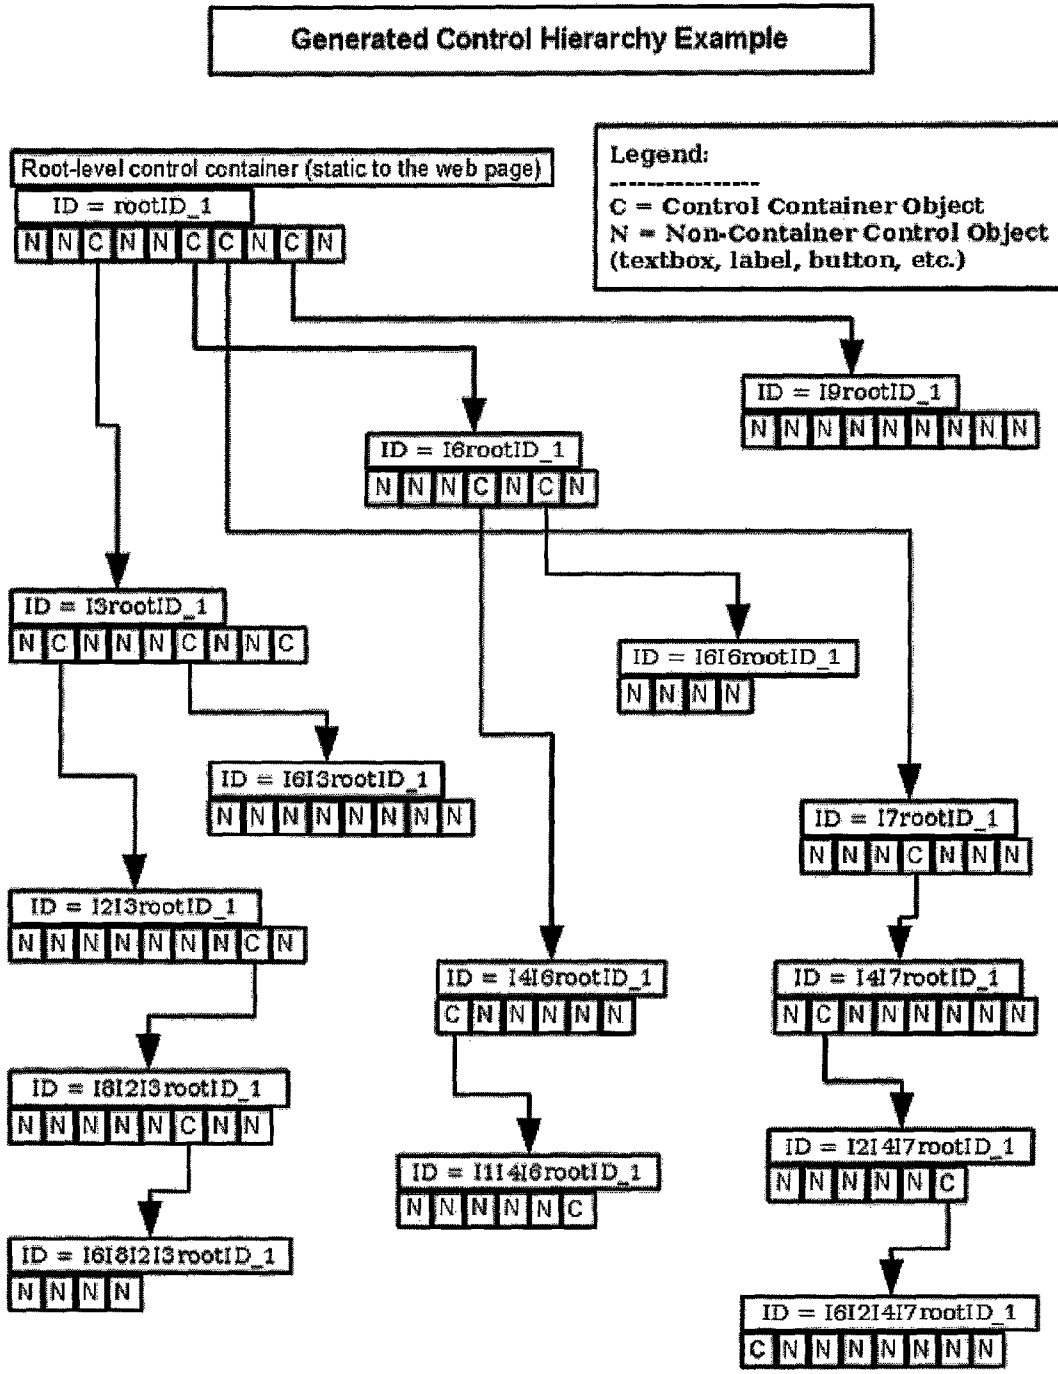 Generated Control Hierarchy Example
Legend:
----------------
C = Control Container Object
N = Non-Container Control Object
(textbox, label, button, etc.)
Root-level control container (static to the web page)
ID = rootID_1
N N C N N C C N C N
ID = I9rootID_1
N N N N N N N N N
ID = I6rootID_1
N N N C N C N
ID = I3rootID_1
N C N N N C N N C
ID = I6I6rootID_1
N N N N
ID = I6I3rootID_1
N N N N N N N N
ID = I7rootID_1
N N N C N N N
ID = I2I3rootID_1
N N N N N N N C N
ID = I4I6rootID_1
C N N N N N
ID = I4I7rootID_1
N C N N N N N N
ID = I8I2I3rootID_1
N N N N N C N N
ID = I1I4I6rootID_1
N N N N N C
ID = I2I4I7rootID_1
N N N N N C
ID = I6I8I2I3rootID_1
N N N N
ID = I6I2I4I7rootID_1
C N N N N N N N